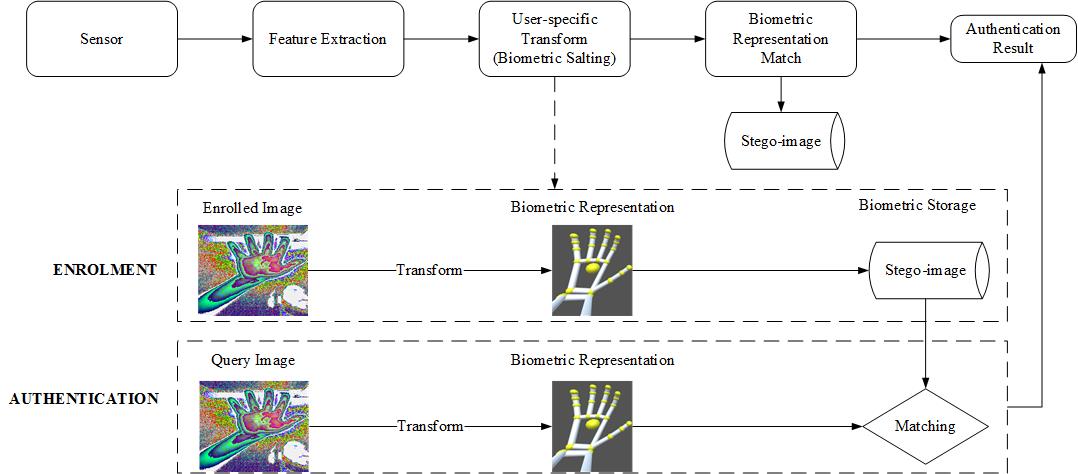 Sensor
Feature Extraction
User-specific
Transform
(Biometric Salting)
Biometric
Representation
Match
Authentication
Result
Stego-image
Enrolled Image
Biometric Representation
Biometric Storage
ENROLMENT
Transform
Stego-image
Query Image
Biometric Representation
AUTHENTICATION
Transform
Matching